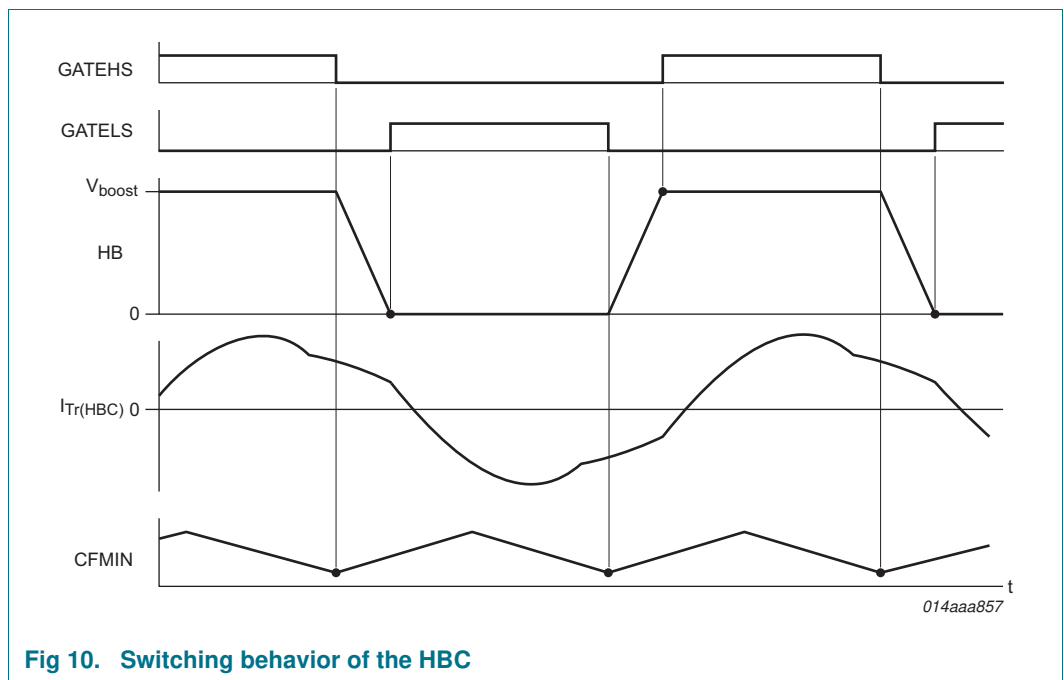 GATEHS
GATELS
Vboost
HB
0
ITr(HBC) 0
CFMIN
t
014aaa857
Fig 10. Switching behavior of the HBC